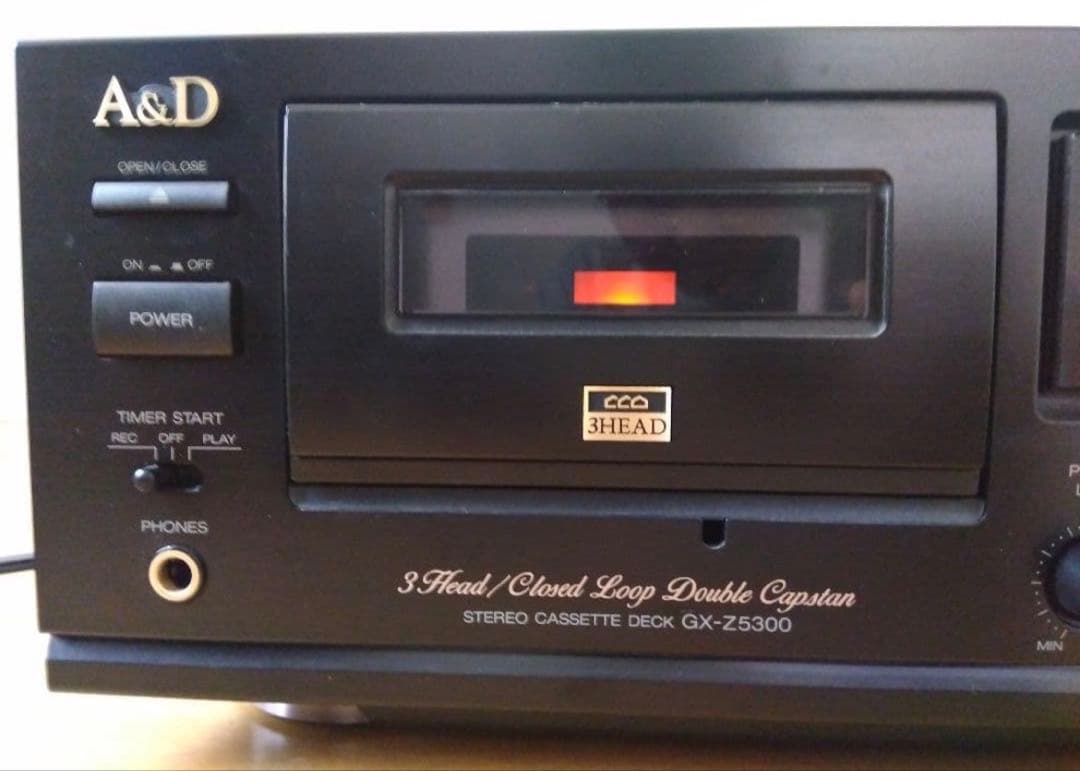 A&D
OPEN/CLOSE
ON OFF
POWER
TIMER START
REC OFF PLAY
PHONES
3HEAD
3 Head/Closed Loop Double Capstan
STEREO CASSETTE DECK GX-Z5300
MIN